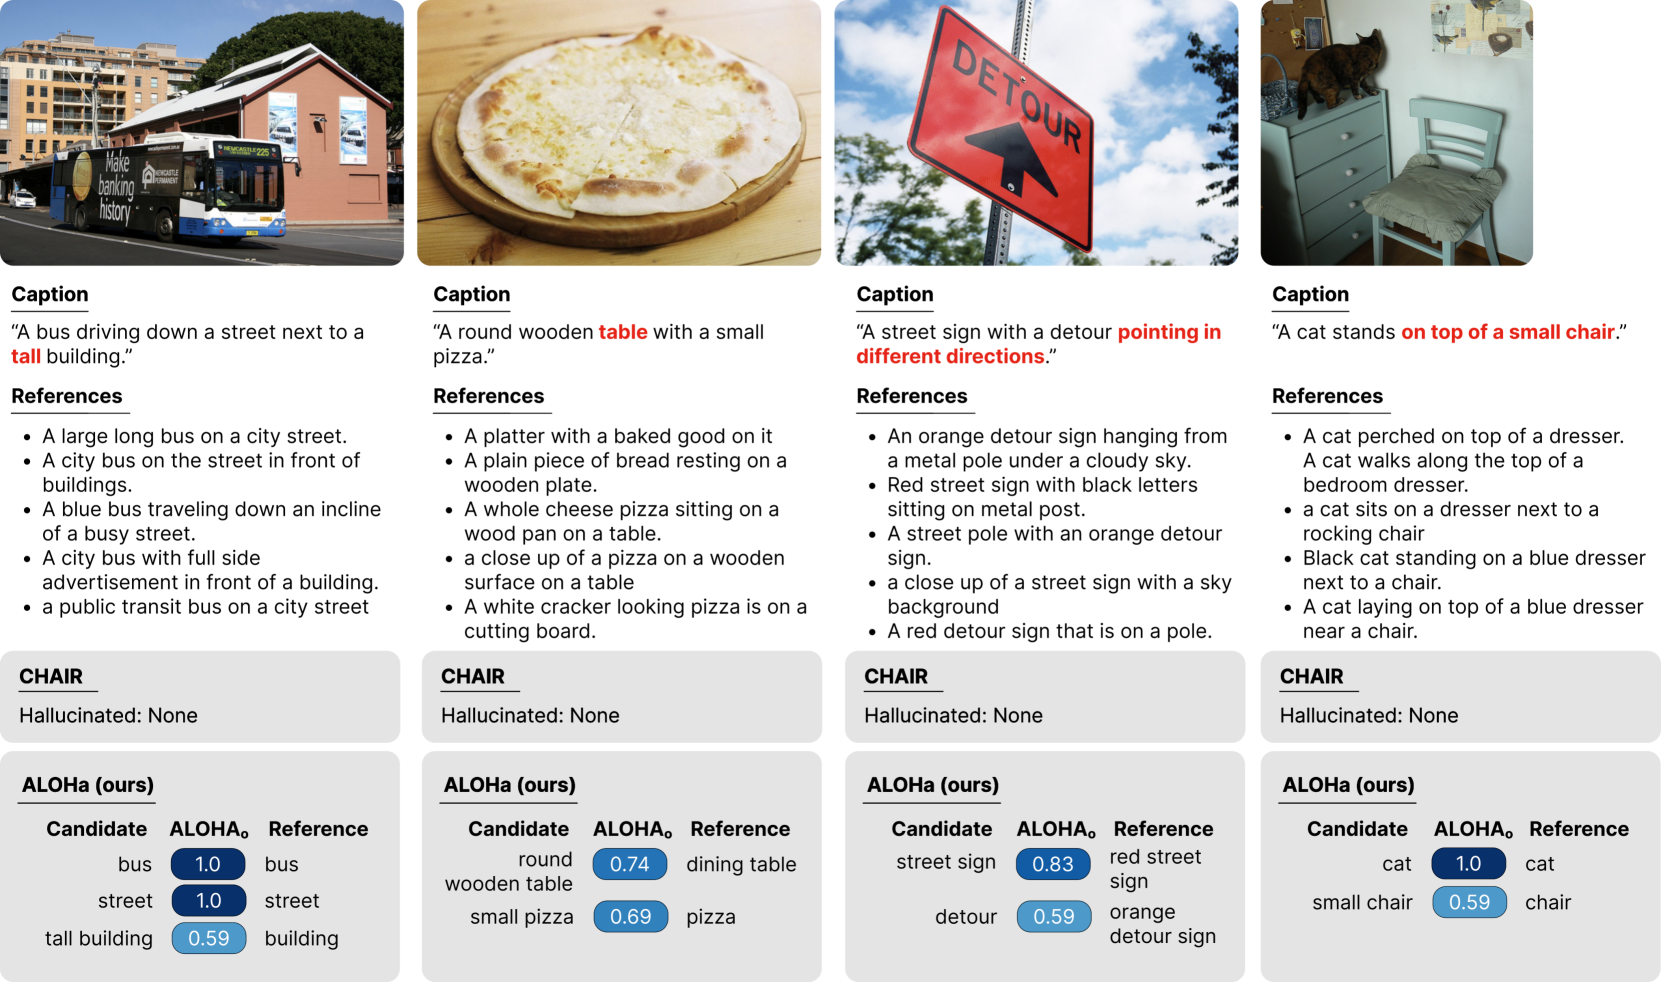 Make
banking
history
NEWCASTLE
PERMANENT
NEWCASTLE 225
DETOUR
Caption
“A bus driving down a street next to a
tall building.”
References
• A large long bus on a city street.
• A city bus on the street in front of
buildings.
• A blue bus traveling down an incline
of a busy street.
• A city bus with full side
advertisement in front of a building.
• a public transit bus on a city street
CHAIR
Hallucinated: None
ALOHa (ours)
Candidate ALOHAₒ Reference
bus 1.0 bus
street 1.0 street
tall building 0.59 building
Caption
“A round wooden table with a small
pizza.”
References
• A platter with a baked good on it
• A plain piece of bread resting on a
wooden plate.
• A whole cheese pizza sitting on a
wood pan on a table.
• a close up of a pizza on a wooden
surface on a table
• A white cracker looking pizza is on a
cutting board.
CHAIR
Hallucinated: None
ALOHa (ours)
Candidate ALOHAₒ Reference
round
wooden table 0.74 dining table
small pizza 0.69 pizza
Caption
“A street sign with a detour pointing in
different directions.”
References
• An orange detour sign hanging from
a metal pole under a cloudy sky.
• Red street sign with black letters
sitting on metal post.
• A street pole with an orange detour
sign.
• a close up of a street sign with a sky
background
• A red detour sign that is on a pole.
CHAIR
Hallucinated: None
ALOHa (ours)
Candidate ALOHAₒ Reference
street sign 0.83 red street
sign
detour 0.59 orange
detour sign
Caption
“A cat stands on top of a small chair.”
References
• A cat perched on top of a dresser.
A cat walks along the top of a
bedroom dresser.
• a cat sits on a dresser next to a
rocking chair
• Black cat standing on a blue dresser
next to a chair.
• A cat laying on top of a blue dresser
near a chair.
CHAIR
Hallucinated: None
ALOHa (ours)
Candidate ALOHAₒ Reference
cat 1.0 cat
small chair 0.59 chair